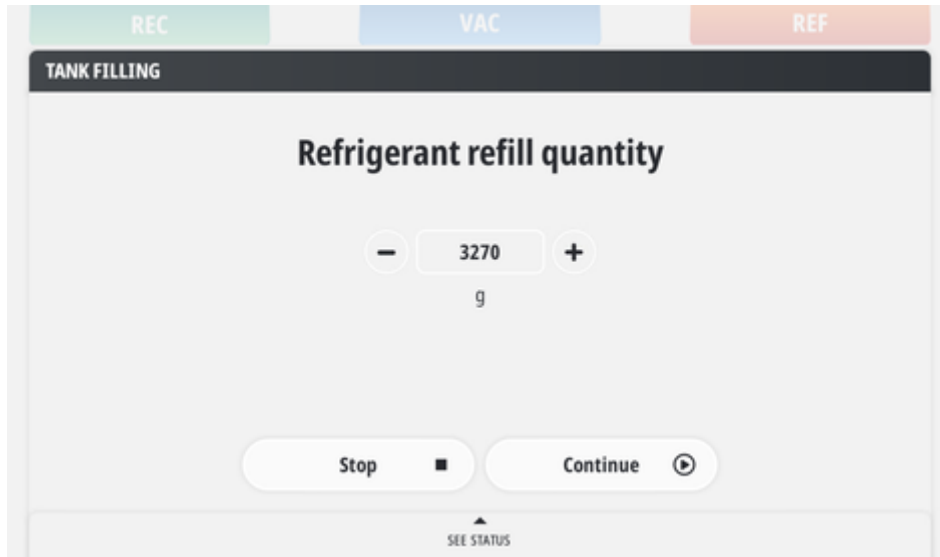 REC VAC REF
TANK FILLING
Refrigerant refill quantity
3270
g
Stop Continue
SEE STATUS